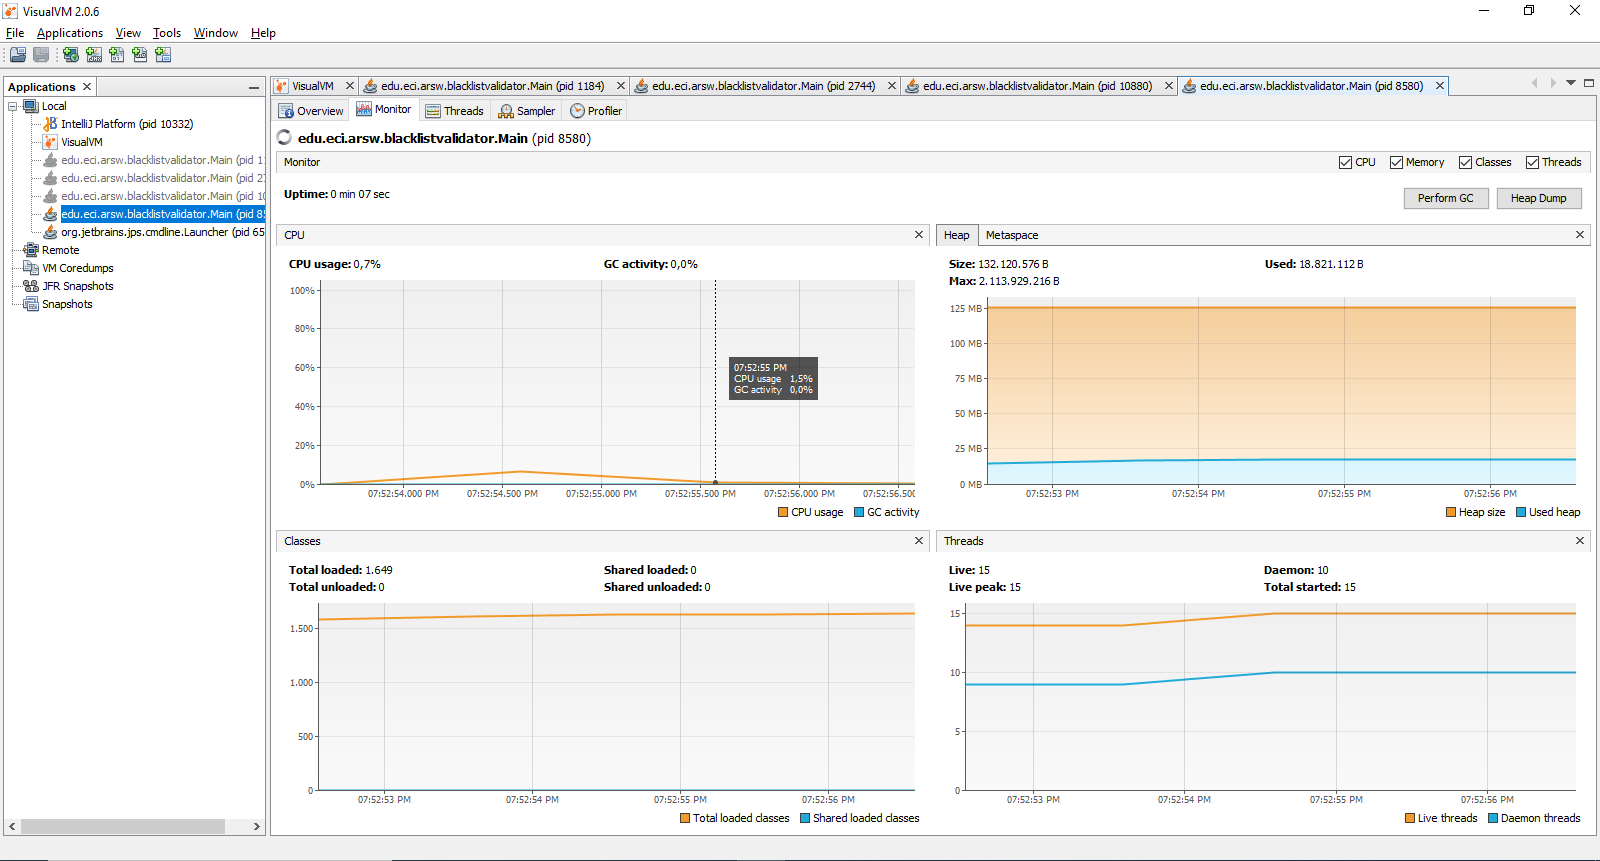 VisualVM 2.0.6
File Applications View Tools Window Help
Applications
Local
IntelliJ Platform (pid 10332)
VisualVM
edu.eci.arsw.blacklistvalidator.Main (pid 1
edu.eci.arsw.blacklistvalidator.Main (pid 2
edu.eci.arsw.blacklistvalidator.Main (pid 10
edu.eci.arsw.blacklistvalidator.Main (pid 85
org.jetbrains.jps.cmdline.Launcher (pid 65
Remote
VM Coredumps
JFR Snapshots
Snapshots
VisualVM edu.eci.arsw.blacklistvalidator.Main (pid 1184) edu.eci.arsw.blacklistvalidator.Main (pid 2744) edu.eci.arsw.blacklistvalidator.Main (pid 10880) edu.eci.arsw.blacklistvalidator.Main (pid 8580)
Overview Monitor Threads Sampler Profiler
edu.eci.arsw.blacklistvalidator.Main (pid 8580)
Monitor CPU Memory Classes Threads
Uptime: 0 min 07 sec Perform GC Heap Dump
CPU
CPU usage: 0,7% GC activity: 0,0%
100%
80%
60%
40%
20%
0%
07:52:55 PM
CPU usage 1,5%
GC activity 0,0%
07:52:54.000 PM 07:52:54.500 PM 07:52:55.000 PM 07:52:55.500 PM 07:52:56.000 PM 07:52:56.500
CPU usage GC activity
Heap Metaspace
Size: 132.120.576 B Used: 18.821.112 B
Max: 2.113.929.216 B
125 MB
100 MB
75 MB
50 MB
25 MB
0 MB
07:52:53 PM 07:52:54 PM 07:52:55 PM 07:52:56 PM
Heap size Used heap
Classes
Total loaded: 1.649 Shared loaded: 0
Total unloaded: 0 Shared unloaded: 0
1.500
1.000
500
0
07:52:53 PM 07:52:54 PM 07:52:55 PM 07:52:56 PM
Total loaded classes Shared loaded classes
Threads
Live: 15 Daemon: 10
Live peak: 15 Total started: 15
15
10
5
0
07:52:53 PM 07:52:54 PM 07:52:55 PM 07:52:56 PM
Live threads Daemon threads